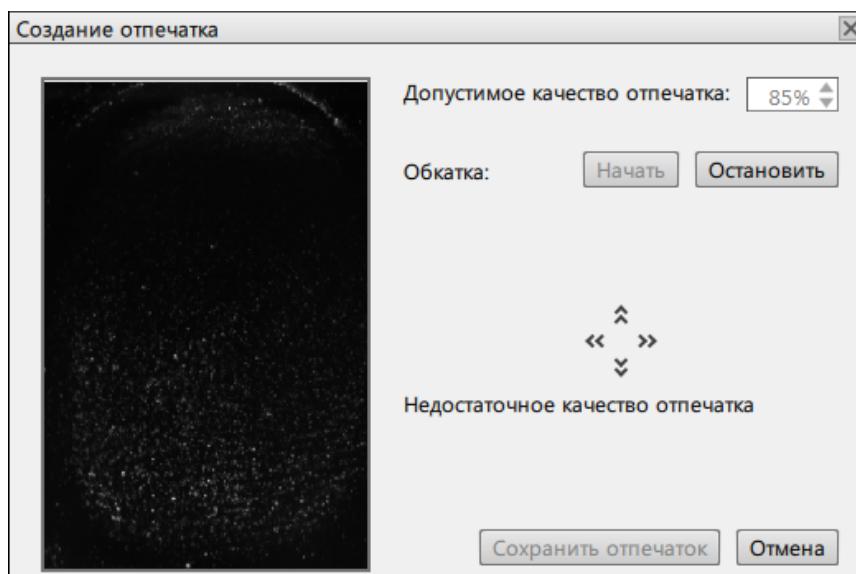 Создание отпечатка
Допустимое качество отпечатка: 85%
Обкатка: Начать Остановить
Недостаточное качество отпечатка
Сохранить отпечаток Отмена